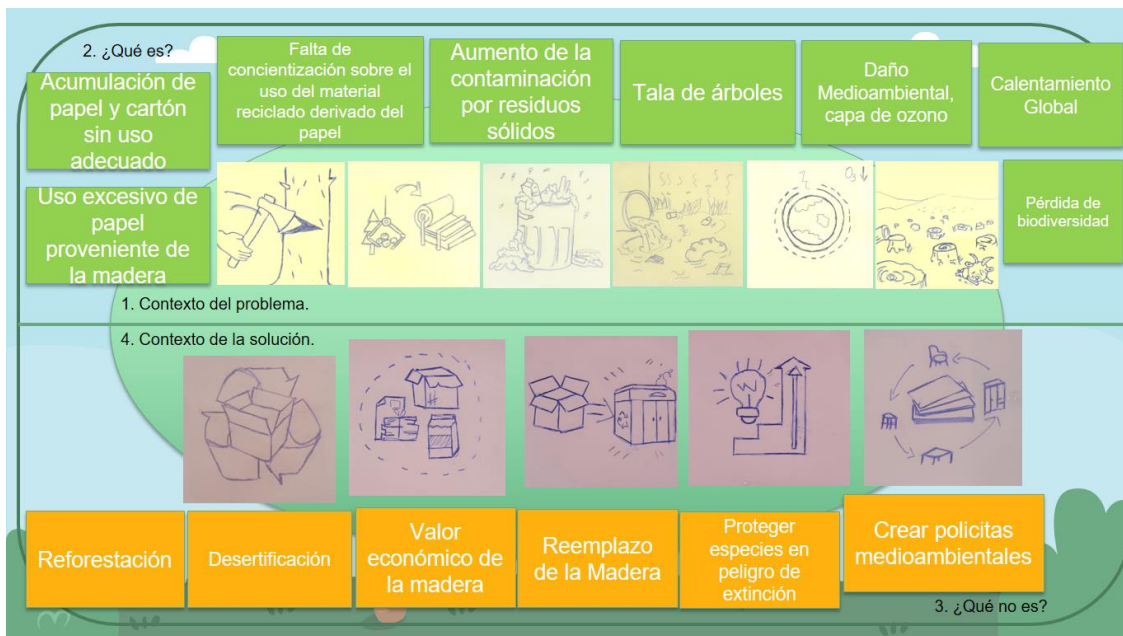 2. ¿Qué es?
Acumulación de
papel y cartón
sin uso
adecuado
Falta de
concientización sobre el
uso del material
reciclado derivado del
papel
Aumento de la
contaminación
por residuos
sólidos
Tala de árboles
Daño
Medioambiental,
capa de ozono
Calentamiento
Global
Uso excesivo de
papel
proveniente de
la madera
O₃↓
Pérdida de
biodiversidad
1. Contexto del problema.
4. Contexto de la solución.
Reforestación
Desertificación
Valor
económico de
la madera
Reemplazo
de la Madera
Proteger
especies en
peligro de
extinción
Crear policitas
medioambientales
3. ¿Qué no es?